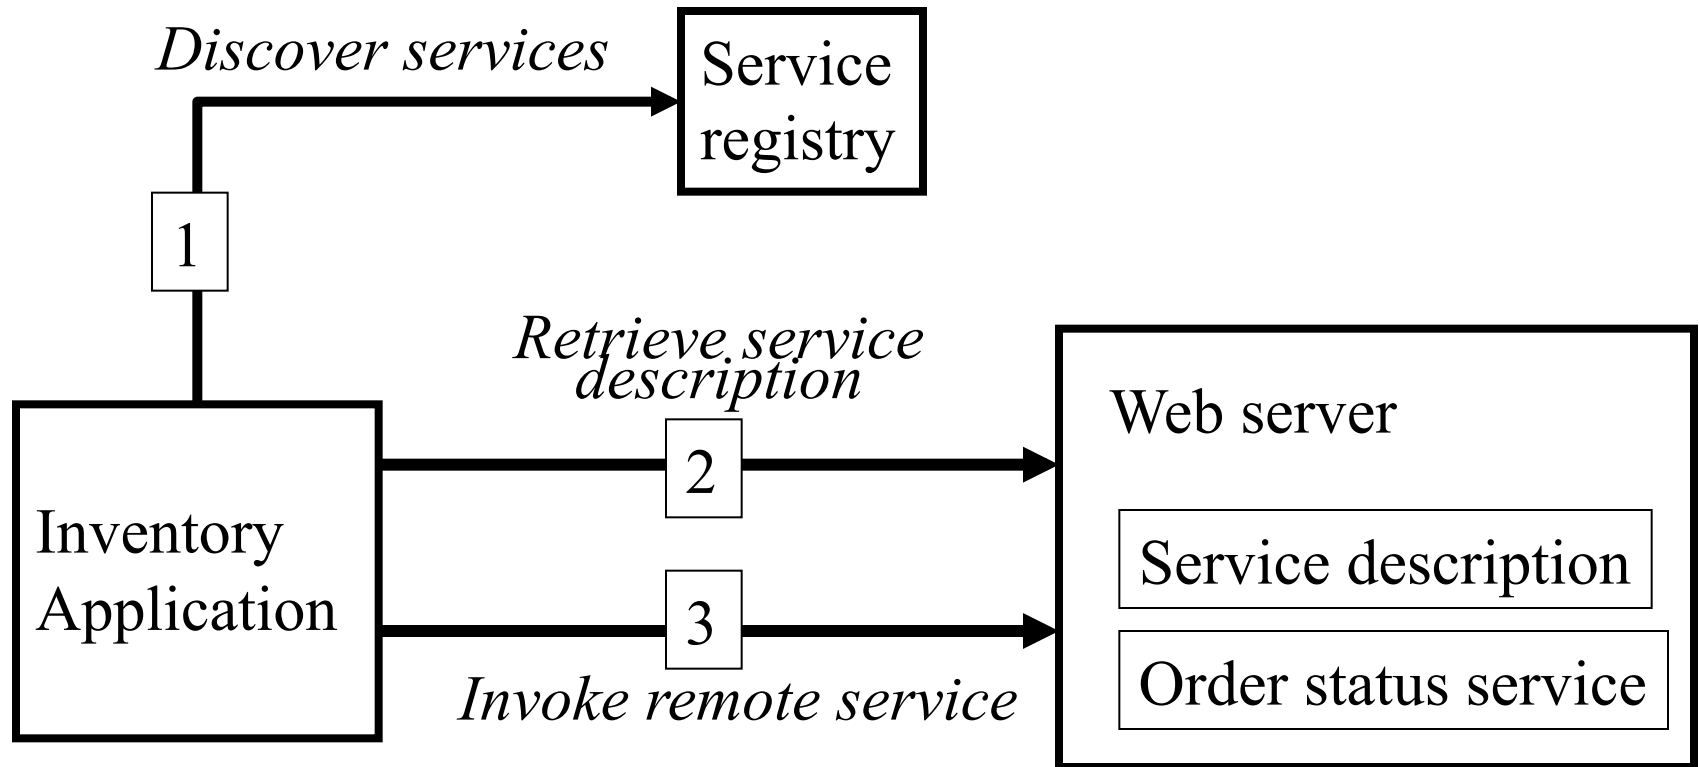 Discover services
Service
registry
1
Retrieve service
description
Web server
2
Inventory
Application
Service description
3
Order status service
Invoke remote service